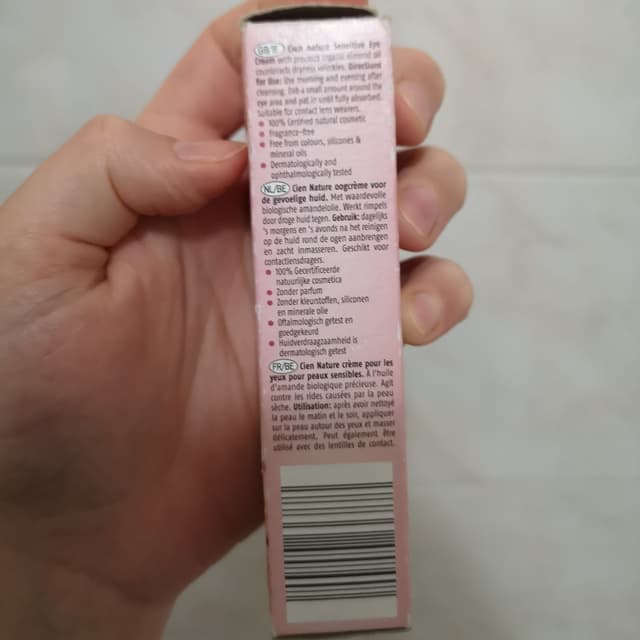 GB/IE Cien nature Sensitive Eye
Cream with precious organic almond oil
counteracts dryness wrinkles. Directions
for Use: Use morning and evening after
cleansing. Dab a small amount around the
eye area and pat in until fully absorbed.
Suitable for contact lens wearers.
• 100% Certified natural cosmetic
• Fragrance-free
• Free from colours, silicones &
mineral oils
• Dermatologically and
ophthalmologically tested
NL/BE Cien Nature oogcrème voor
de gevoelige huid. Met waardevolle
biologische amandelolie. Werkt rimpels
door droge huid tegen. Gebruik: dagelijks
's morgens en 's avonds na het reinigen
op de huid rond de ogen aanbrengen
en zacht inmasseren. Geschikt voor
contactlensdragers.
• 100% Gecertificeerde
natuurlijke cosmetica
• Zonder parfum
• Zonder kleurstoffen, siliconen
en minerale olie
• Oftalmologisch getest en
goedgekeurd
• Huidverdraagzaamheid is
dermatologisch getest
FR/BE Cien Nature crème pour les
yeux pour peaux sensibles. À l'huile
d'amande biologique précieuse. Agit
contre les rides causées par la peau
sèche. Utilisation: après avoir nettoyé
la peau le matin et le soir, appliquer
sur la peau autour des yeux et masser
délicatement. Peut également être
utilisé avec des lentilles de contact.